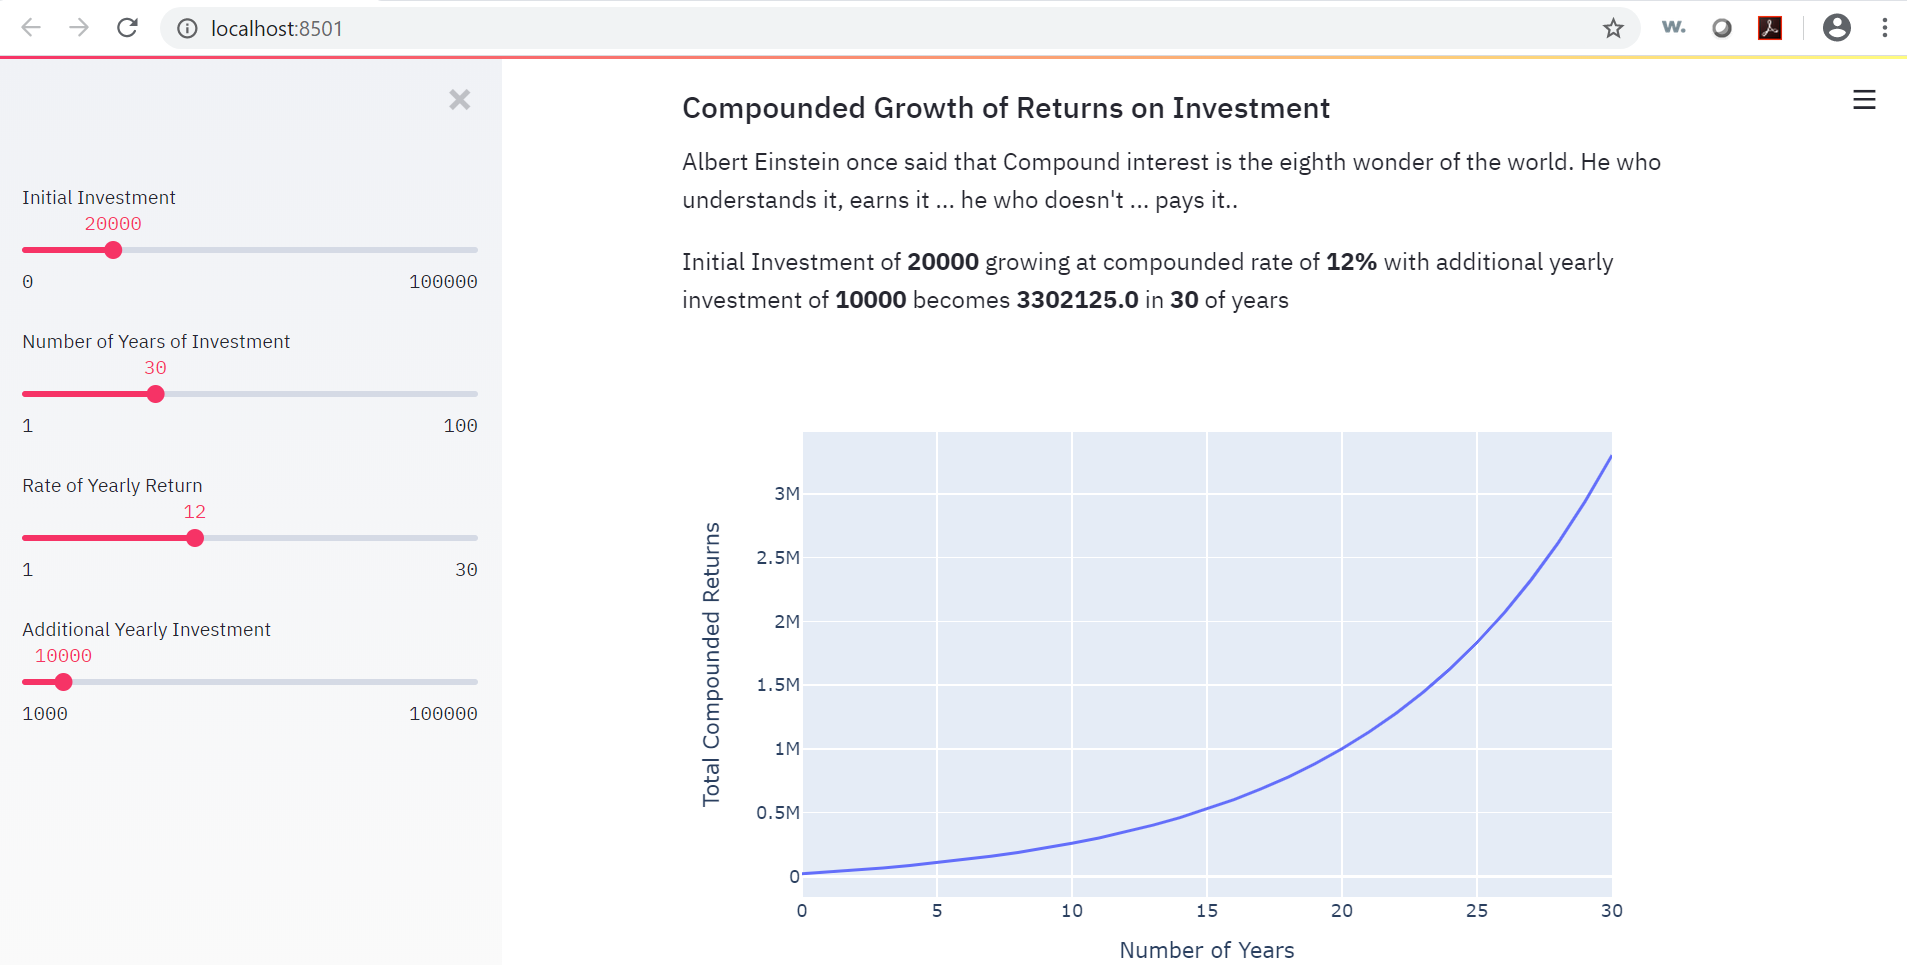 localhost:8501
w.
Initial Investment
20000
0 100000
Number of Years of Investment
30
1 100
Rate of Yearly Return
12
1 30
Additional Yearly Investment
10000
1000 100000
Compounded Growth of Returns on Investment
Albert Einstein once said that Compound interest is the eighth wonder of the world. He who
understands it, earns it ... he who doesn't ... pays it..
Initial Investment of 20000 growing at compounded rate of 12% with additional yearly
investment of 10000 becomes 3302125.0 in 30 of years
Total Compounded Returns
3M
2.5M
2M
1.5M
1M
0.5M
0
0 5 10 15 20 25 30
Number of Years